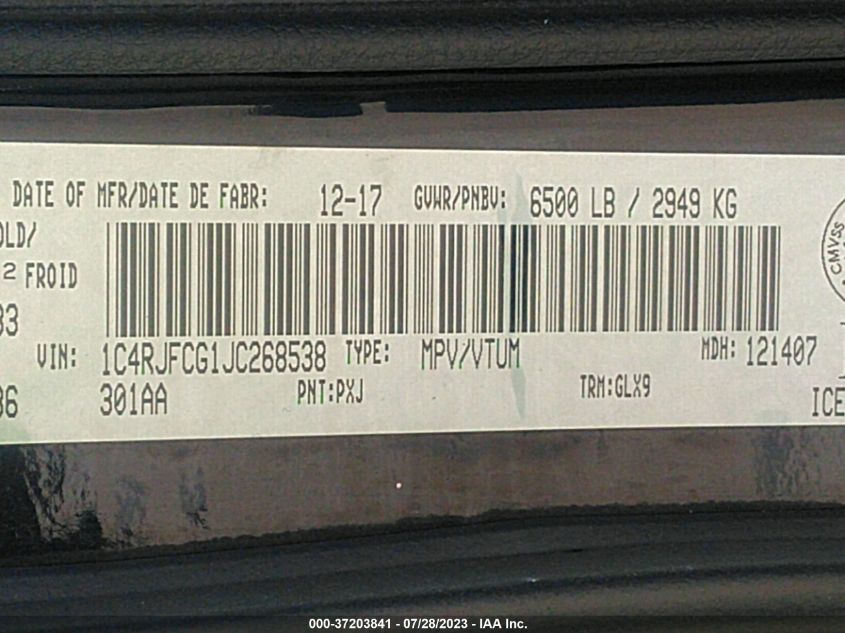 DATE OF MFR/DATE DE FABR: 12-17 GVWR/PNBV: 6500 LB / 2949 KG
OLD/
2 FROID
33
VIN: 1C4RJFCG1JC268538 TYPE: MPV/VTUM MDH: 121407
36 301AA PNT:PXJ TRM:GLX9 ICE
CMVSS
000-37203841 - 07/28/2023 - IAA Inc.